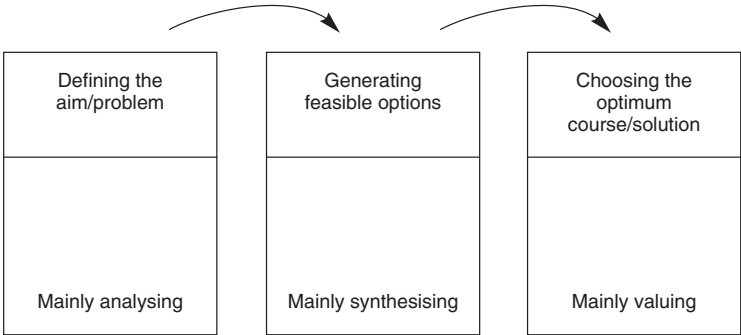 Defining the
aim/problem
Mainly analysing
Generating
feasible options
Mainly synthesising
Choosing the
optimum
course/solution
Mainly valuing